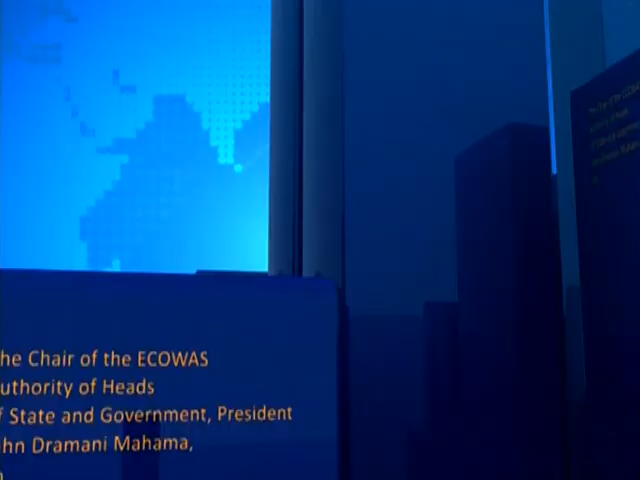 he Chair of the ECOWAS
uthority of Heads
f State and Government, President
hn Dramani Mahama,